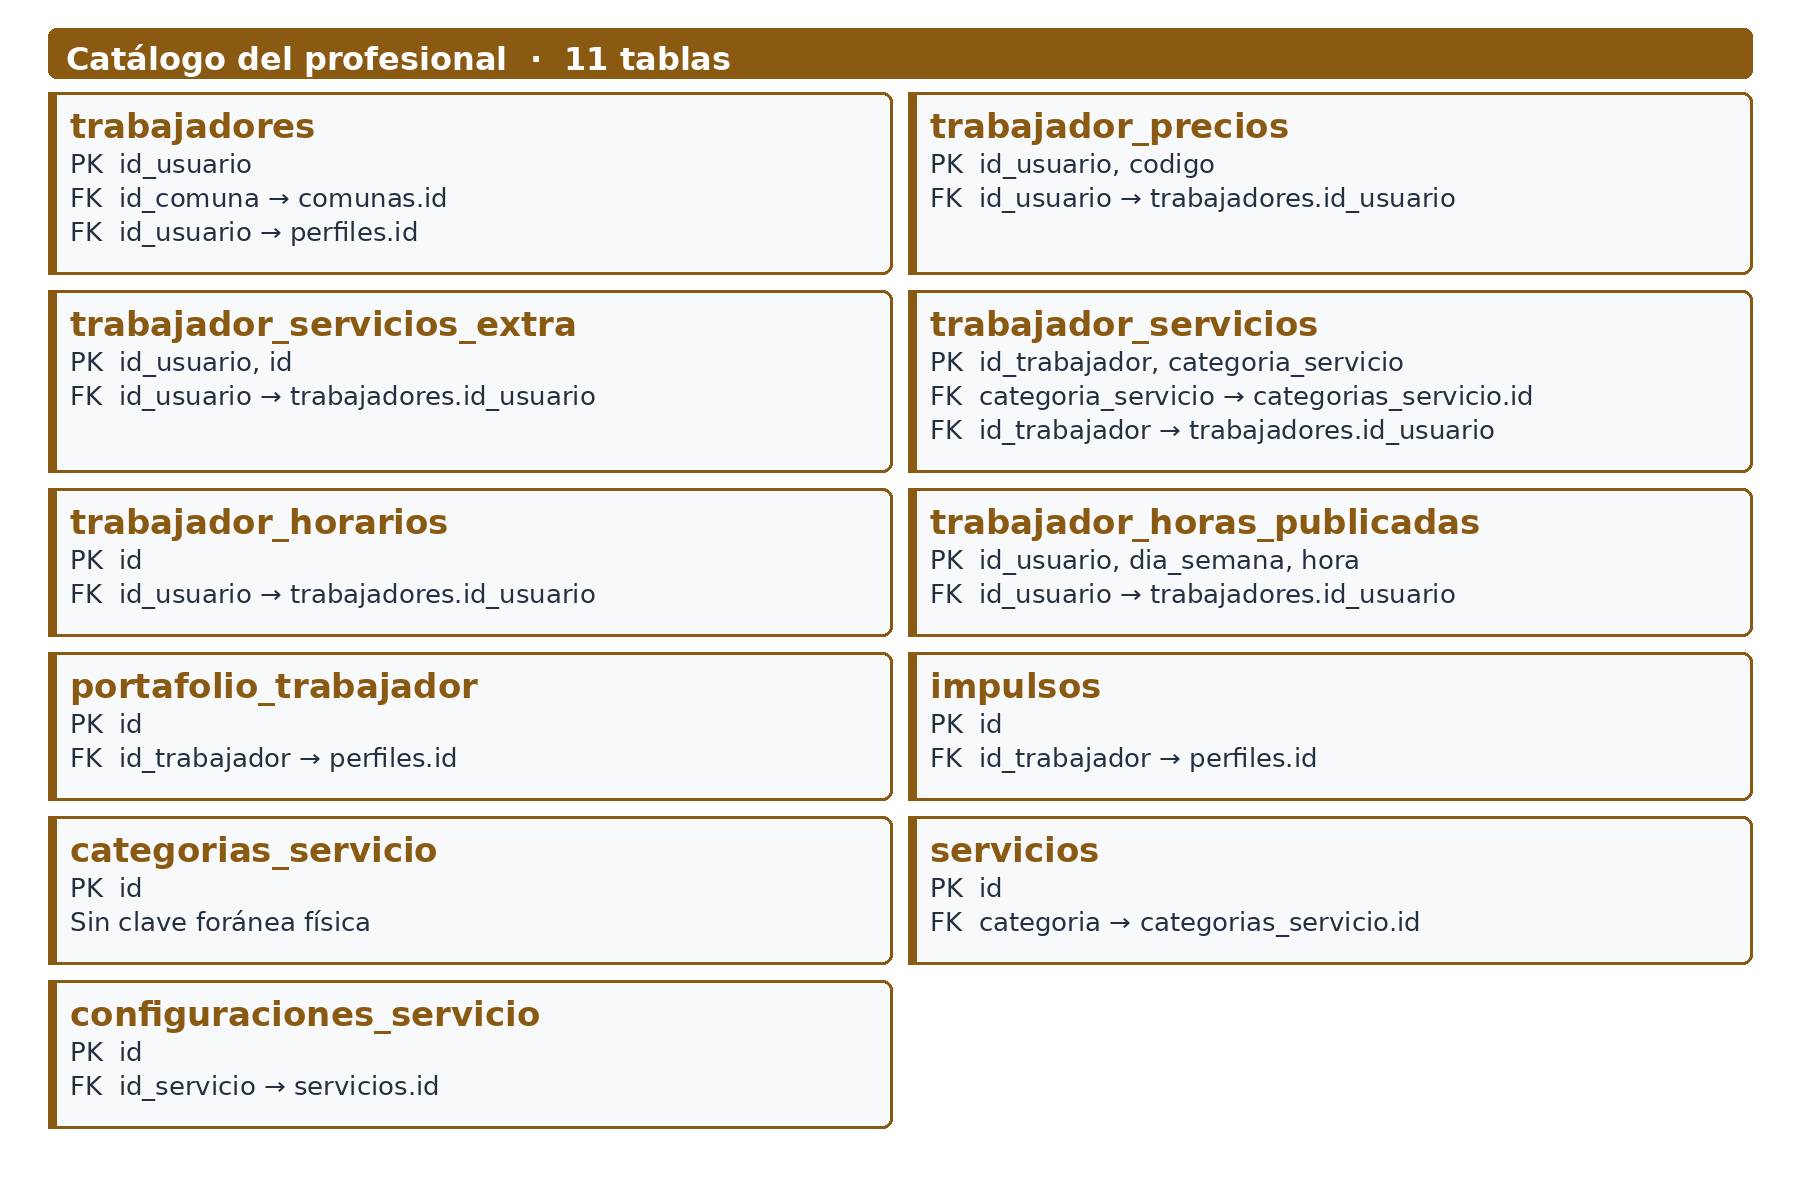 Catálogo del profesional · 11 tablas
trabajadores
PK id_usuario
FK id_comuna → comunas.id
FK id_usuario → perfiles.id
trabajador_precios
PK id_usuario, codigo
FK id_usuario → trabajadores.id_usuario
trabajador_servicios_extra
PK id_usuario, id
FK id_usuario → trabajadores.id_usuario
trabajador_servicios
PK id_trabajador, categoria_servicio
FK categoria_servicio → categorias_servicio.id
FK id_trabajador → trabajadores.id_usuario
trabajador_horarios
PK id
FK id_usuario → trabajadores.id_usuario
trabajador_horas_publicadas
PK id_usuario, dia_semana, hora
FK id_usuario → trabajadores.id_usuario
portafolio_trabajador
PK id
FK id_trabajador → perfiles.id
impulsos
PK id
FK id_trabajador → perfiles.id
categorias_servicio
PK id
Sin clave foránea física
servicios
PK id
FK categoria → categorias_servicio.id
configuraciones_servicio
PK id
FK id_servicio → servicios.id